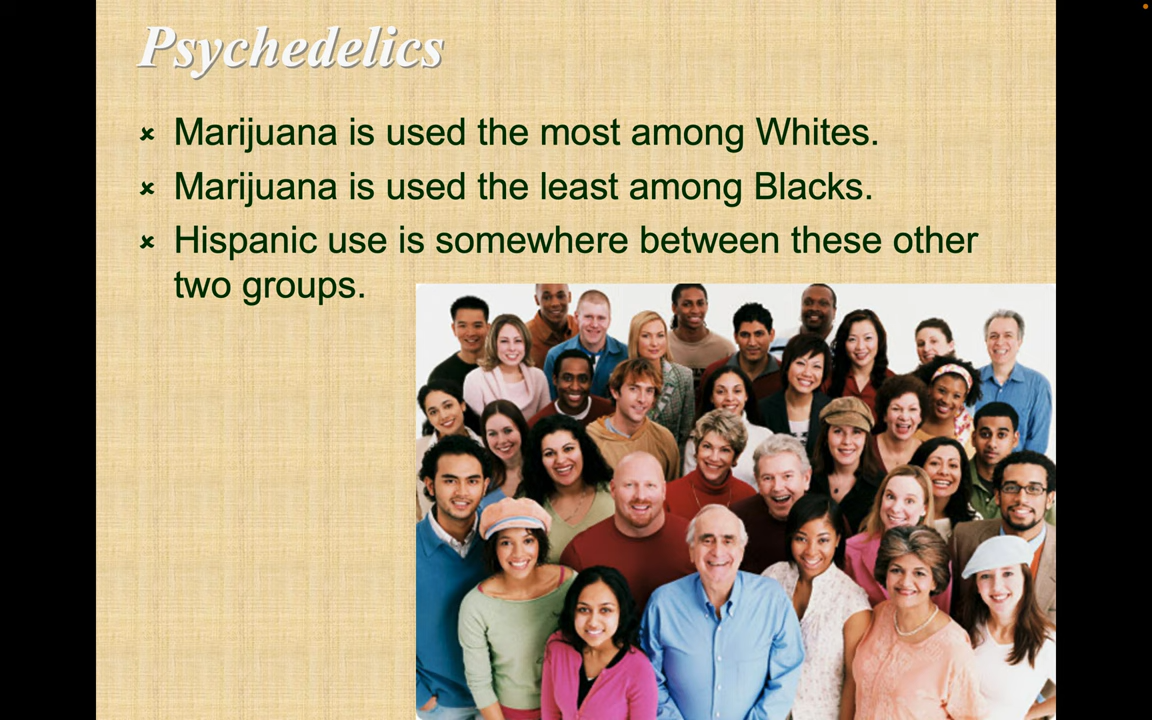 Psychedelics
Marijuana is used the most among Whites.
Marijuana is used the least among Blacks.
Hispanic use is somewhere between these other
two groups.